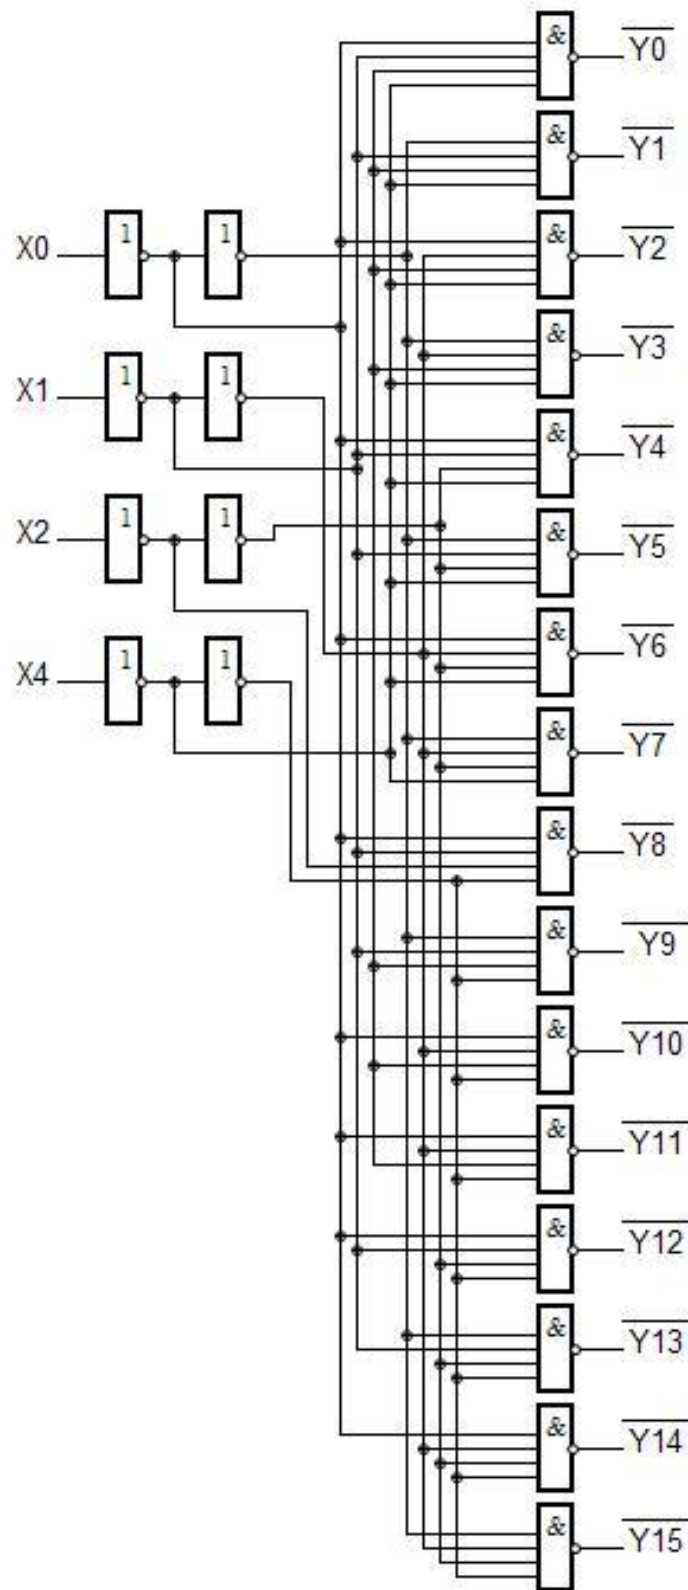 & Y0
& Y1
X0 1 1 & Y2
& Y3
X1 1 1 & Y4
X2 1 1 & Y5
X4 1 1 & Y6
& Y7
& Y8
& Y9
& Y10
& Y11
& Y12
& Y13
& Y14
& Y15